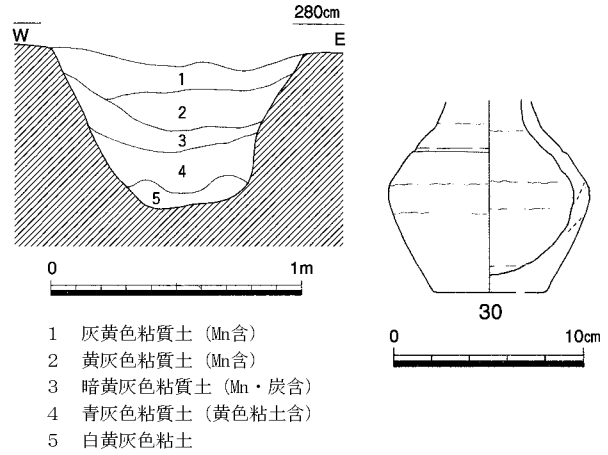 280cm
W
E
1
2
3
4
5
0
1m
30
0
10cm
1 灰黄色粘質土 (Mn含)
2 黄灰色粘質土 (Mn含)
3 暗黄灰色粘質土 (Mn・炭含)
4 青灰色粘質土 (黄色粘土含)
5 白黄灰色粘土